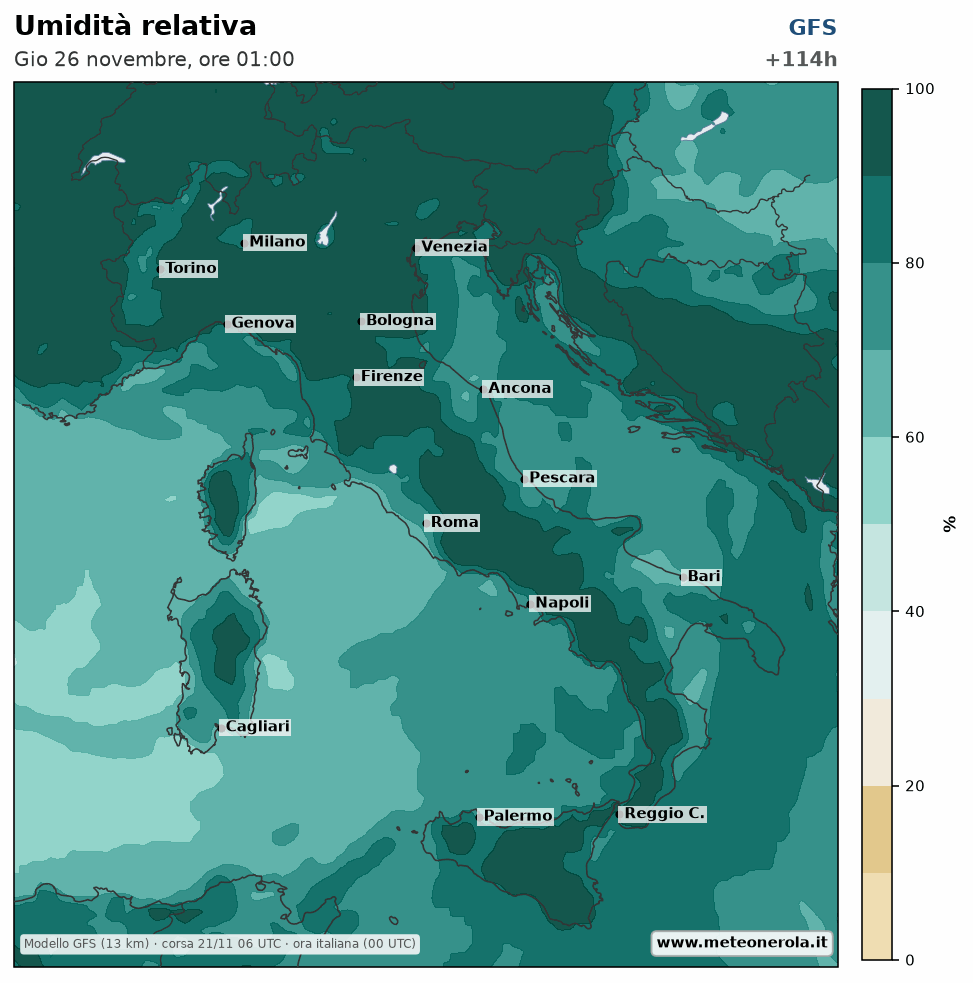 Umidità relativa
GFS
Gio 26 novembre, ore 01:00
+114h
100
80
60
40
20
0
%
Milano
Venezia
Torino
Genova
Bologna
Firenze
Ancona
Pescara
Roma
Bari
Napoli
Cagliari
Palermo
Reggio C.
Modello GFS (13 km) · corsa 21/11 06 UTC · ora italiana (00 UTC)
www.meteonerola.it